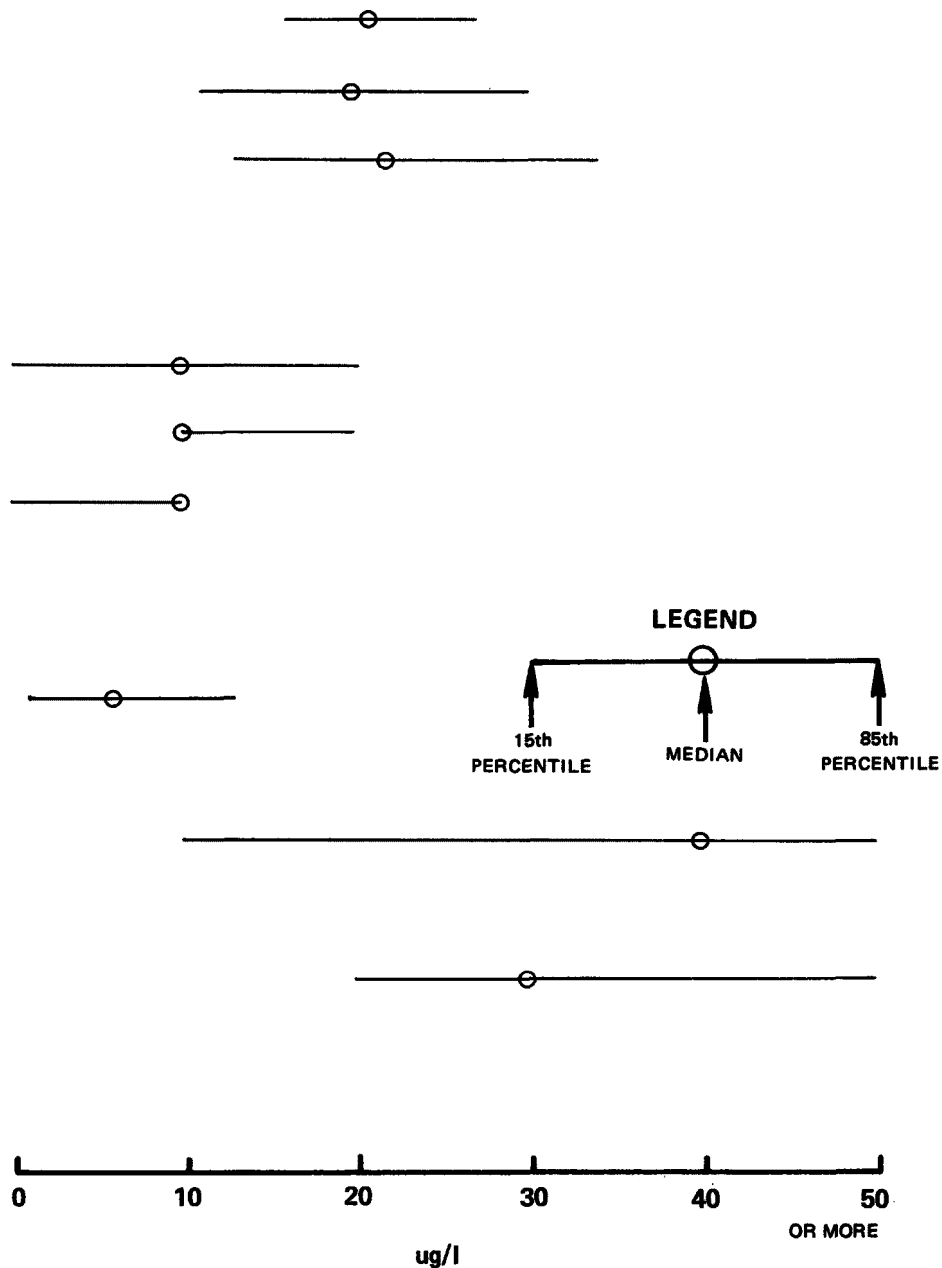 LEGEND
15th
PERCENTILE
MEDIAN
85th
PERCENTILE
0 10 20 30 40 50
OR MORE
ug/l